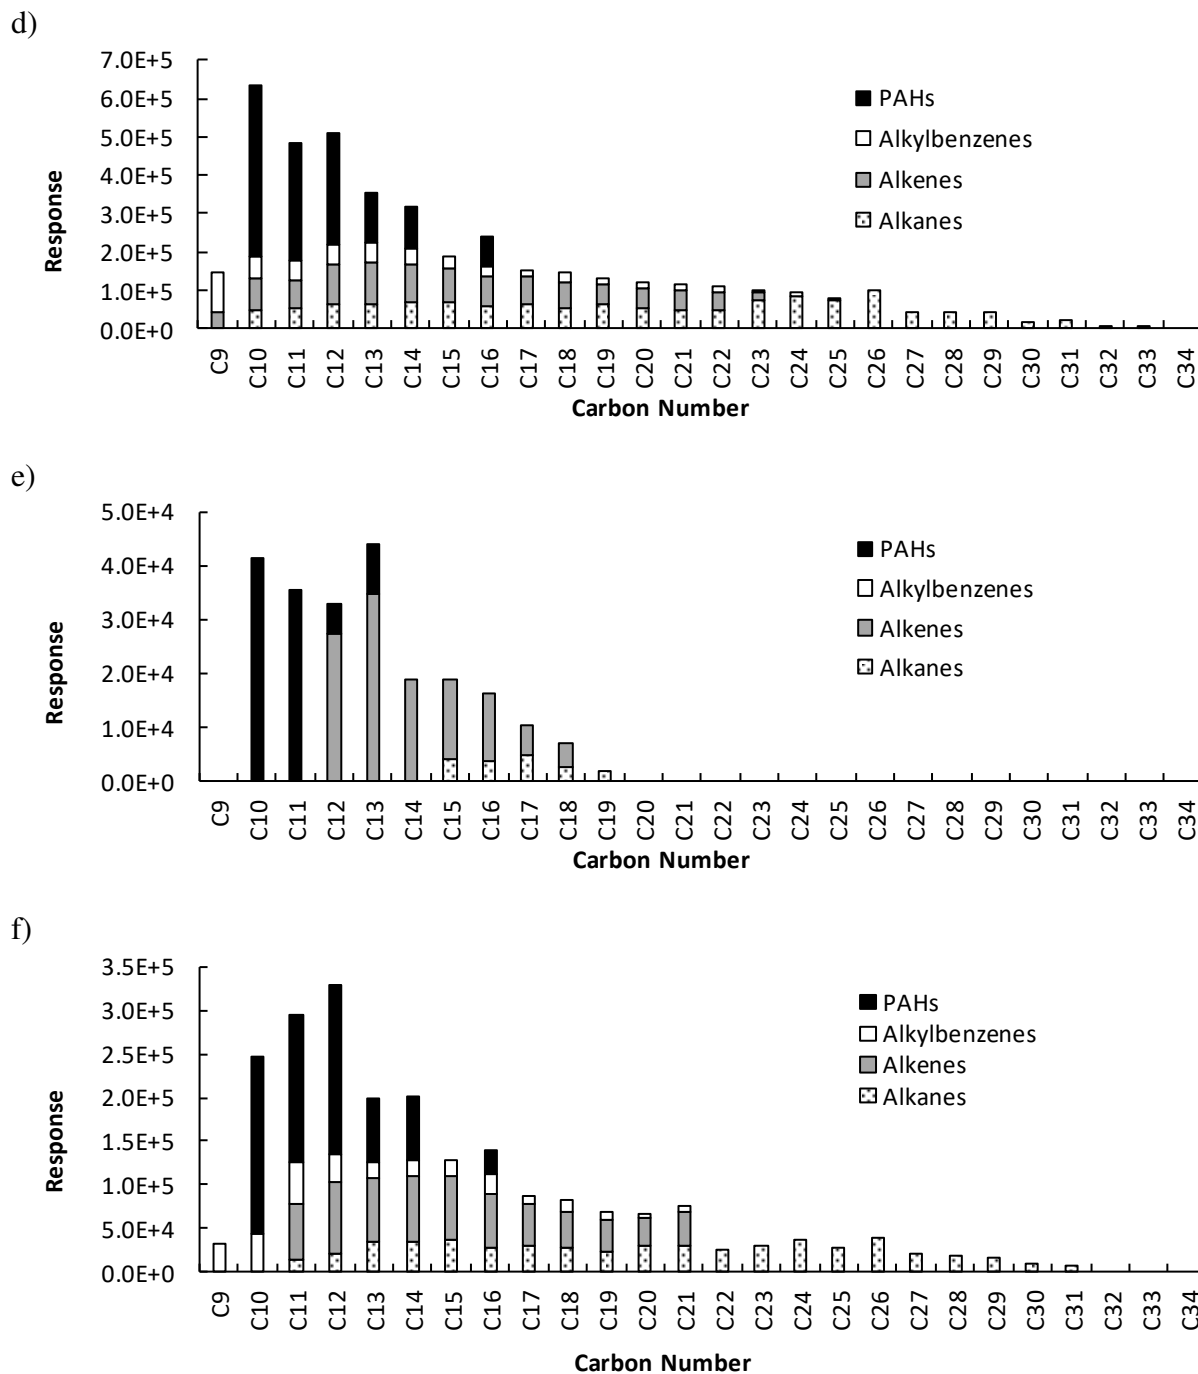 d)
7.0E+5
6.0E+5
5.0E+5
4.0E+5
3.0E+5
2.0E+5
1.0E+5
0.0E+0
Response
PAHs
Alkylbenzenes
Alkenes
Alkanes
C9 C10 C11 C12 C13 C14 C15 C16 C17 C18 C19 C20 C21 C22 C23 C24 C25 C26 C27 C28 C29 C30 C31 C32 C33 C34
Carbon Number
e)
5.0E+4
4.0E+4
3.0E+4
2.0E+4
1.0E+4
0.0E+0
Response
PAHs
Alkylbenzenes
Alkenes
Alkanes
C9 C10 C11 C12 C13 C14 C15 C16 C17 C18 C19 C20 C21 C22 C23 C24 C25 C26 C27 C28 C29 C30 C31 C32 C33 C34
Carbon Number
f)
3.5E+5
3.0E+5
2.5E+5
2.0E+5
1.5E+5
1.0E+5
5.0E+4
0.0E+0
Response
PAHs
Alkylbenzenes
Alkenes
Alkanes
C9 C10 C11 C12 C13 C14 C15 C16 C17 C18 C19 C20 C21 C22 C23 C24 C25 C26 C27 C28 C29 C30 C31 C32 C33 C34
Carbon Number